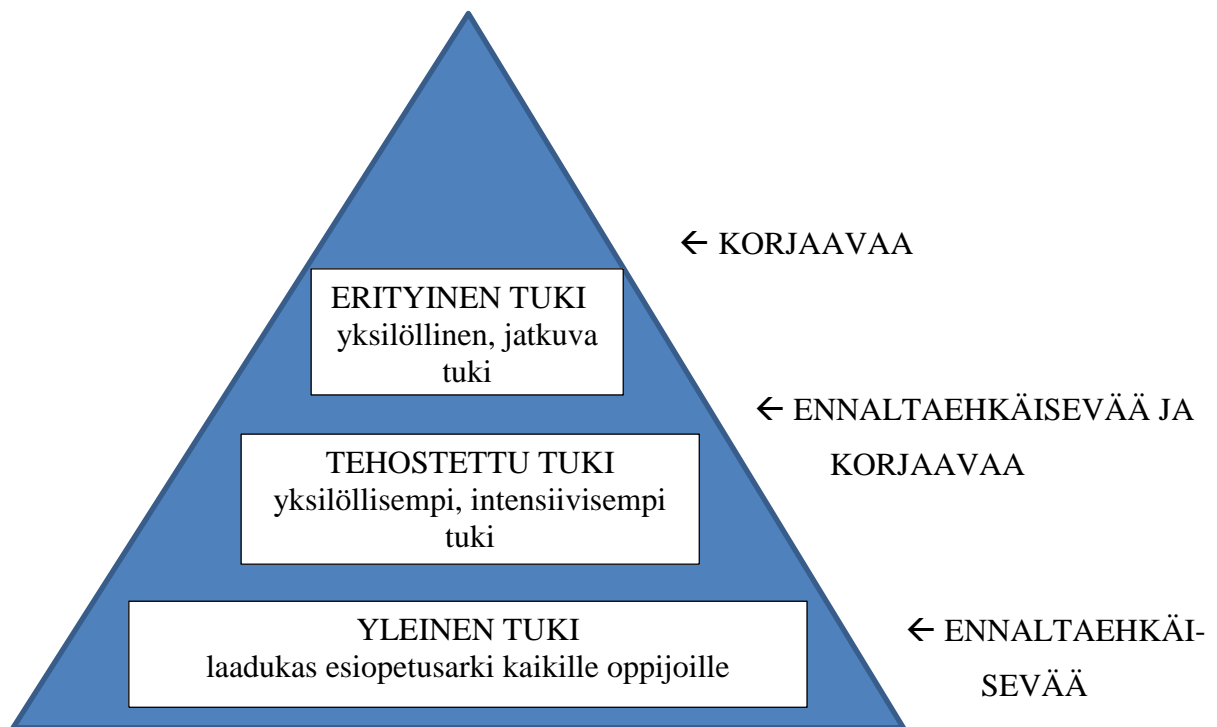 ← KORJAAVAA
ERITYINEN TUKI
yksilöllinen, jatkuva
tuki
← ENNALTAEHKÄISEVÄÄ JA
KORJAAVAA
TEHOSTETTU TUKI
yksilöllisempi, intensiivisempi
tuki
YLEINEN TUKI
laadukas esiopetusarki kaikille oppijoille
← ENNALTAEHKÄI-
SEVÄÄ